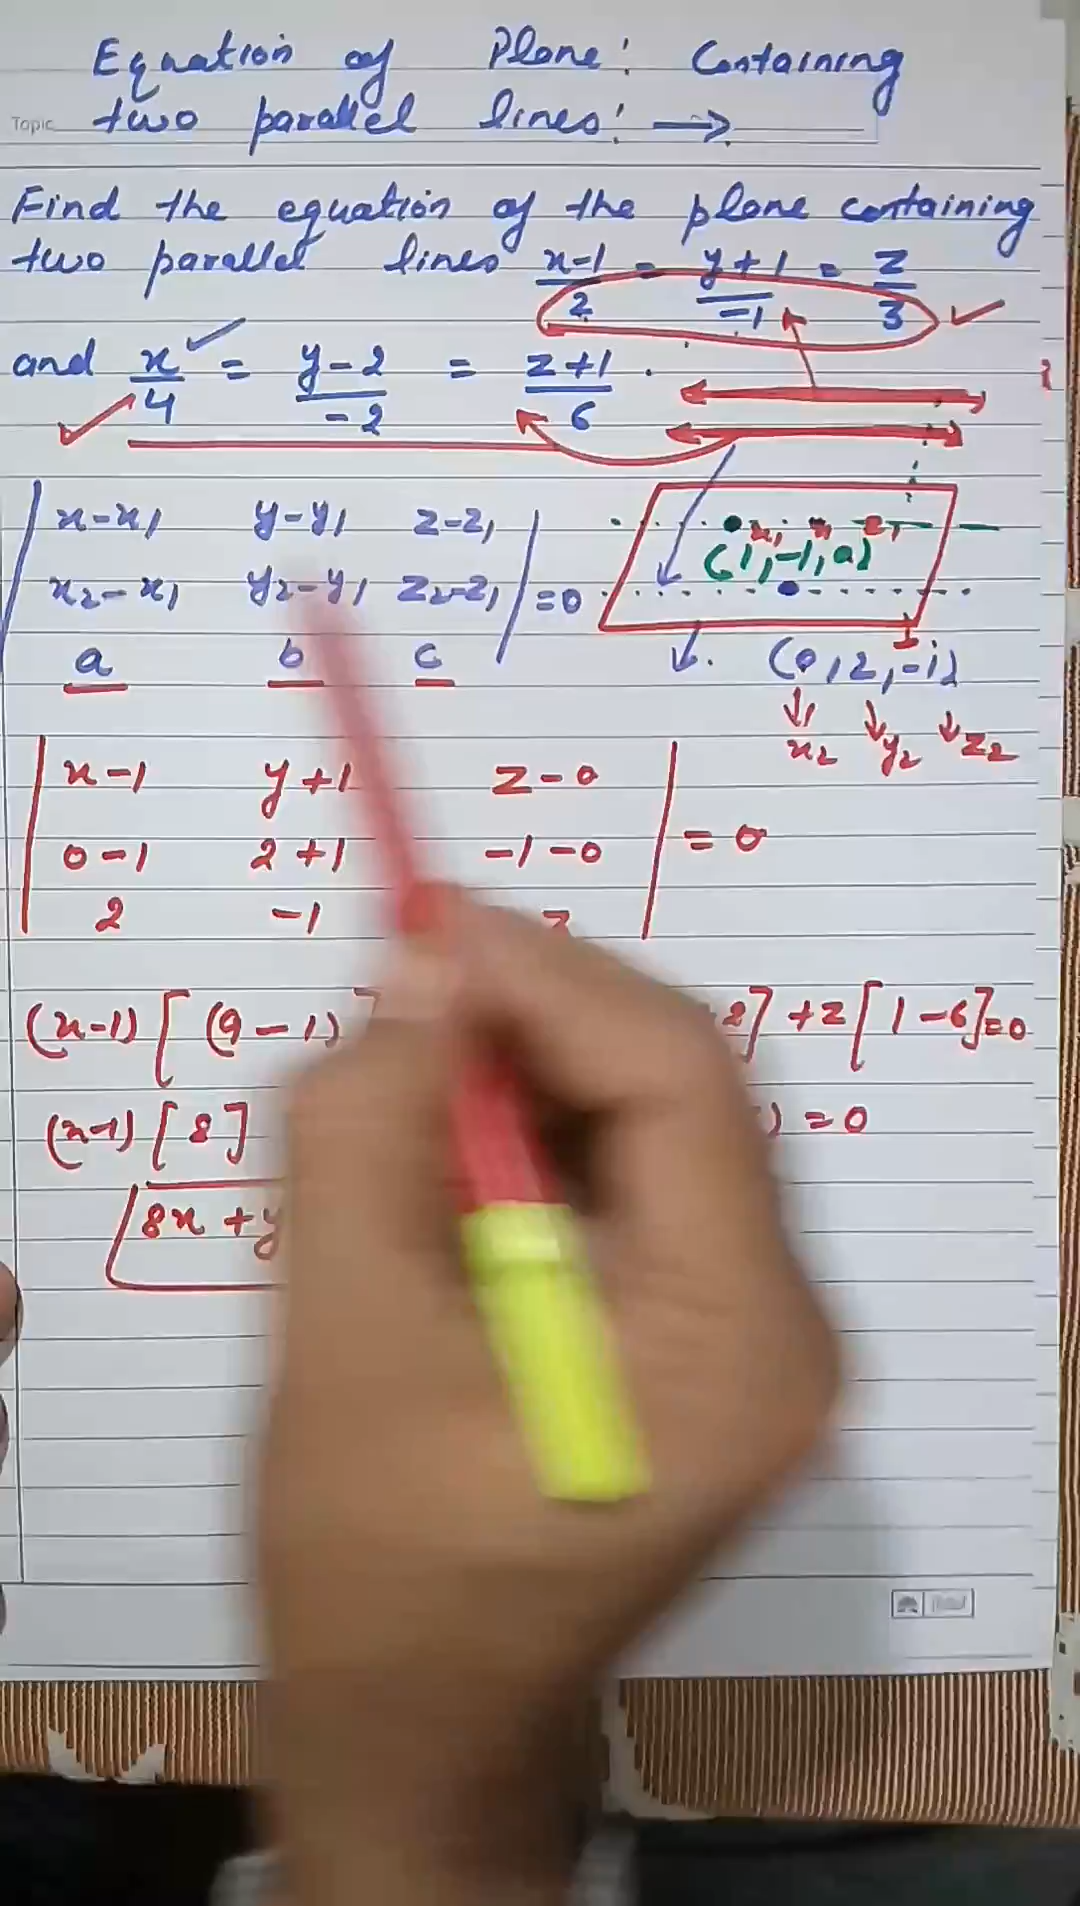 Equation of Plane: Containing
Topic two parallel lines: →
Find the equation of the plane containing
two parallel lines x-1/2 = y+1/-1 = z/3
and x/4 = y-2/-2 = z+1/6 .
| x-x₁ y-y₁ z-z₁ |
| x₂-x₁ y₂-y₁ z₂-z₁ | = 0
| a b c |
x₁ z₁
(1,-1,0)
(0,2,-1)
x₂ y₂ z₂
| x-1 y+1 z-0 |
| 0-1 2+1 -1-0 | = 0
| 2 -1
(x-1) [ (9-1) 2] + z [ 1-6] = 0
(x-1) [8] ) = 0
8x + y